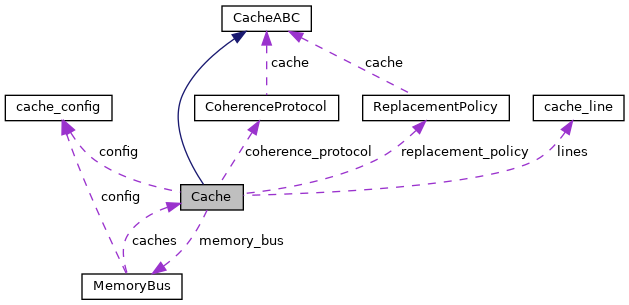 CacheABC
cache
cache
cache_config
CoherenceProtocol
ReplacementPolicy
cache_line
config
coherence_protocol
replacement_policy
lines
config
Cache
caches
memory_bus
MemoryBus